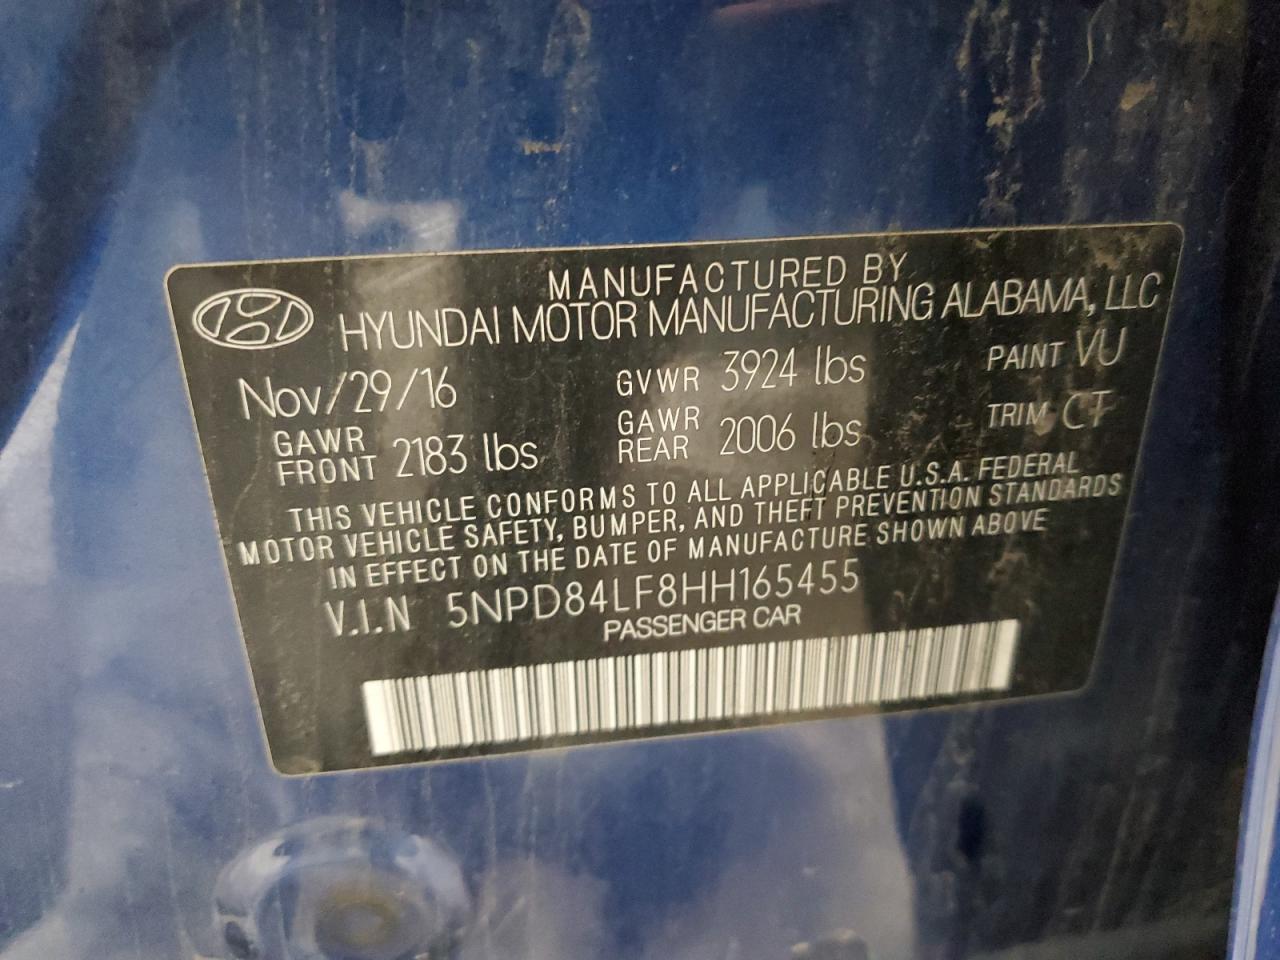 MANUFACTURED BY
HYUNDAI MOTOR MANUFACTURING ALABAMA, LLC
Nov/29/16 GVWR 3924 lbs PAINT VU
GAWR FRONT 2183 lbs GAWR REAR 2006 lbs TRIM CT
THIS VEHICLE CONFORMS TO ALL APPLICABLE U.S.A. FEDERAL
MOTOR VEHICLE SAFETY, BUMPER, AND THEFT PREVENTION STANDARDS
IN EFFECT ON THE DATE OF MANUFACTURE SHOWN ABOVE
V.I.N 5NPD84LF8HH165455
PASSENGER CAR